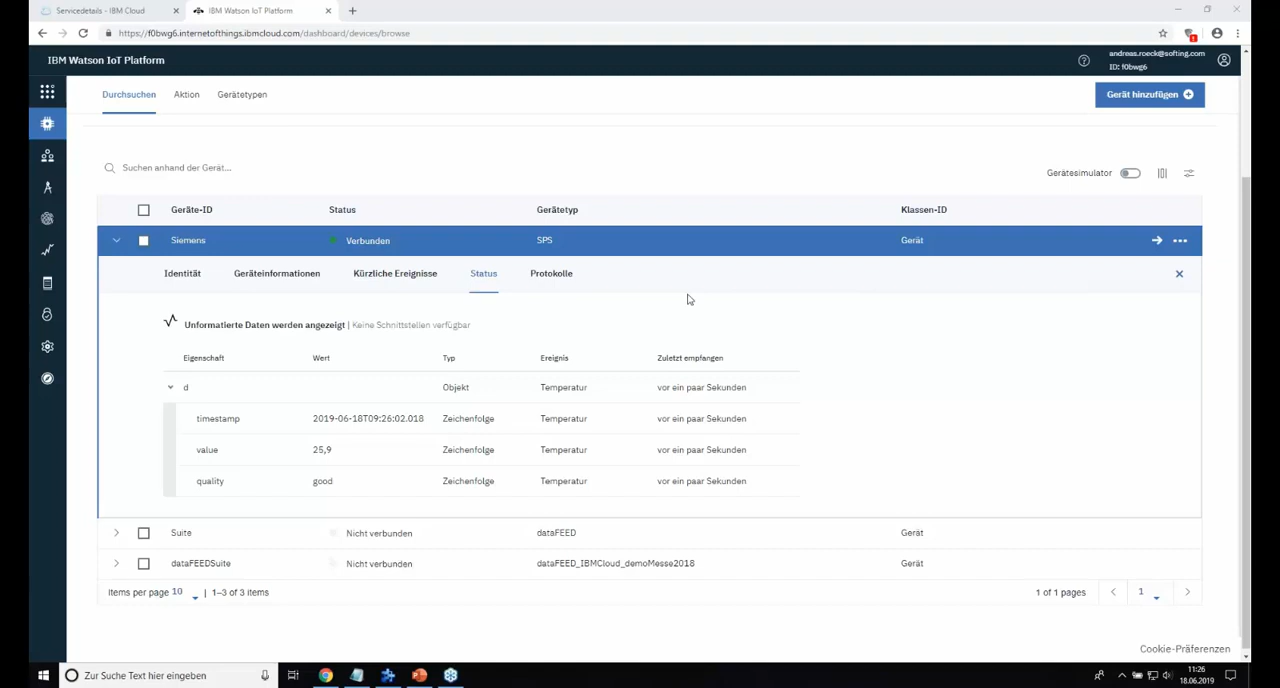 Servicedetails - IBM Cloud
IBM Watson IoT Platform
https://f0bwg6.internetofthings.ibmcloud.com/dashboard/devices/browse
IBM Watson IoT Platform
andreas.roeck@softing.com
ID: f0bwg6
Durchsuchen Aktion Gerätetypen
Gerät hinzufügen
Suchen anhand der Gerät...
Gerätesimulator
Geräte-ID Status Gerätetyp Klassen-ID
Siemens Verbunden SPS Gerät
Identität Geräteinformationen Kürzliche Ereignisse Status Protokolle
Unformatierte Daten werden angezeigt | Keine Schnittstellen verfügbar
Eigenschaft Wert Typ Ereignis Zuletzt empfangen
d Objekt Temperatur vor ein paar Sekunden
timestamp 2019-06-18T09:26:02.018 Zeichenfolge Temperatur vor ein paar Sekunden
value 25,9 Zeichenfolge Temperatur vor ein paar Sekunden
quality good Zeichenfolge Temperatur vor ein paar Sekunden
Suite Nicht verbunden dataFEED Gerät
dataFEEDSuite Nicht verbunden dataFEED_IBMCloud_demoMesse2018 Gerät
Items per page 10 | 1–3 of 3 items
1 of 1 pages 1
Cookie-Präferenzen
Zur Suche Text hier eingeben
11:26
18.06.2019